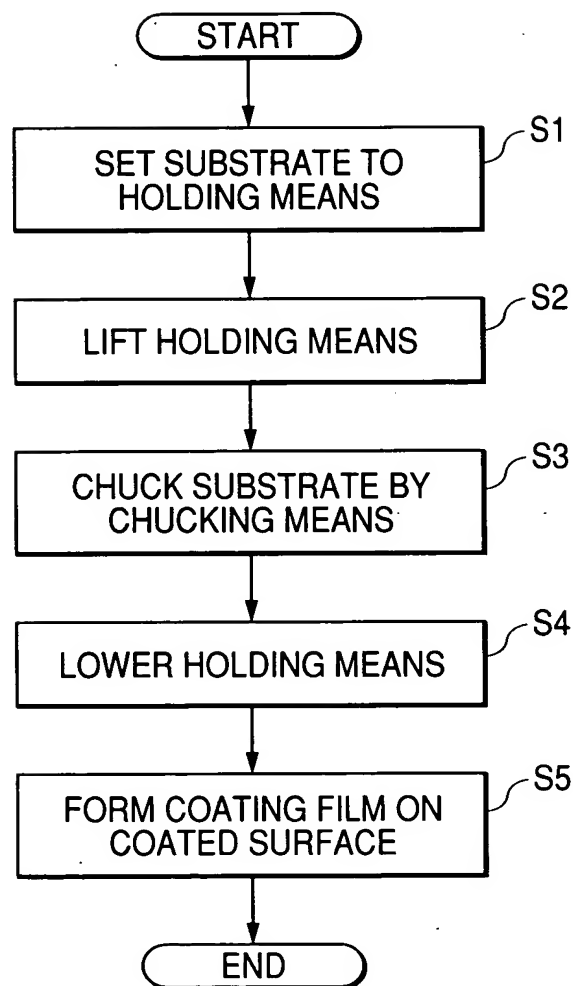 START
S1
SET SUBSTRATE TO
HOLDING MEANS
S2
LIFT HOLDING MEANS
S3
CHUCK SUBSTRATE BY
CHUCKING MEANS
S4
LOWER HOLDING MEANS
S5
FORM COATING FILM ON
COATED SURFACE
END